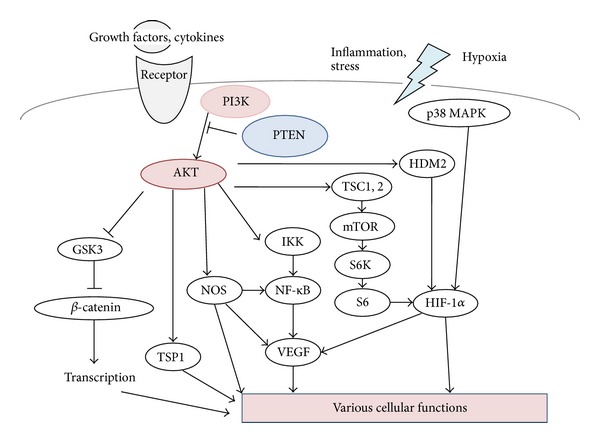 Growth factors, cytokines
Receptor
Inflammation,
stress
Hypoxia
PI3K
PTEN
p38 MAPK
AKT
HDM2
TSC1, 2
mTOR
GSK3
IKK
S6K
β-catenin
NOS
NF-κB
S6
HIF-1α
TSP1
VEGF
Transcription
Various cellular functions